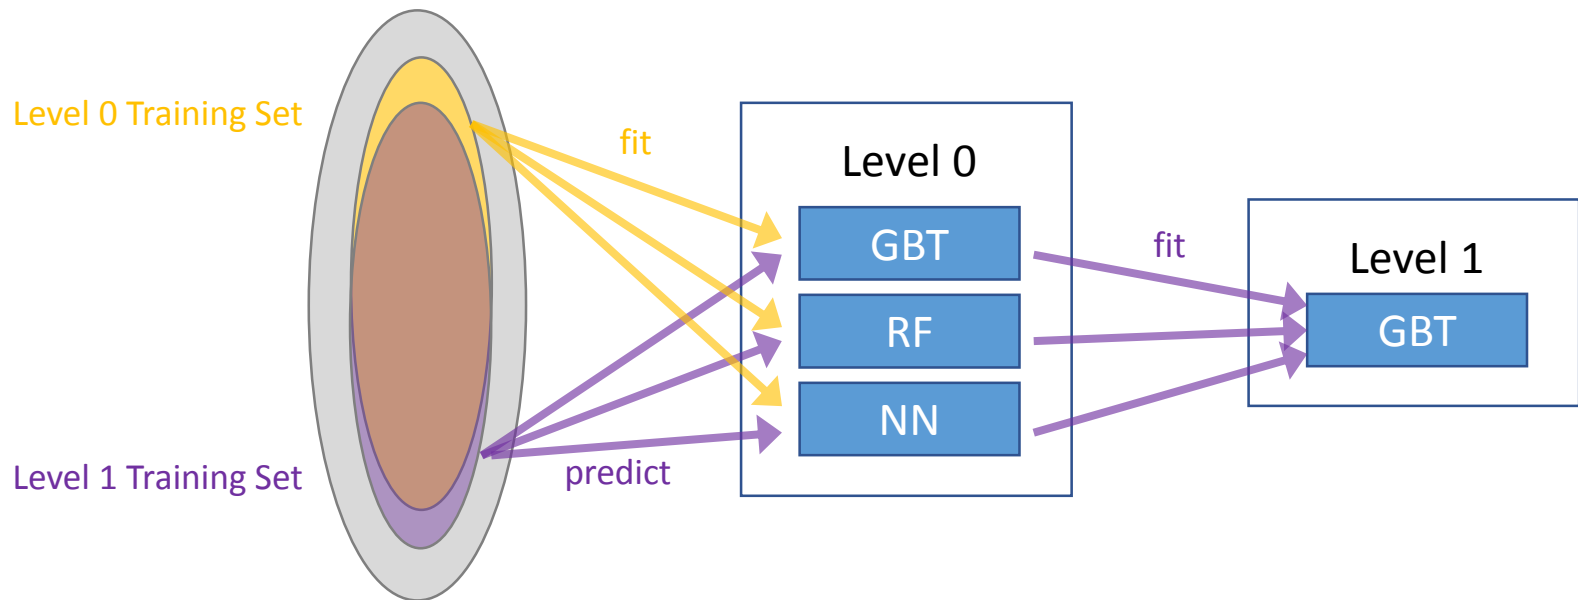 Level 0 Training Set
Level 1 Training Set
fit
predict
Level 0
GBT
RF
NN
fit
Level 1
GBT